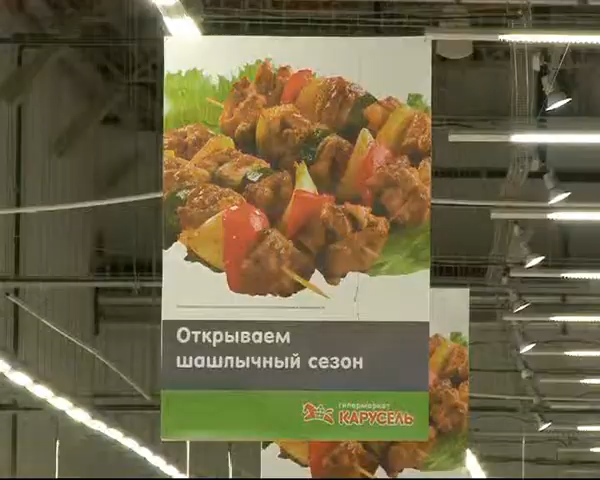 Открываем
шашлычный сезон
гипермаркет
КАРУСЕЛЬ